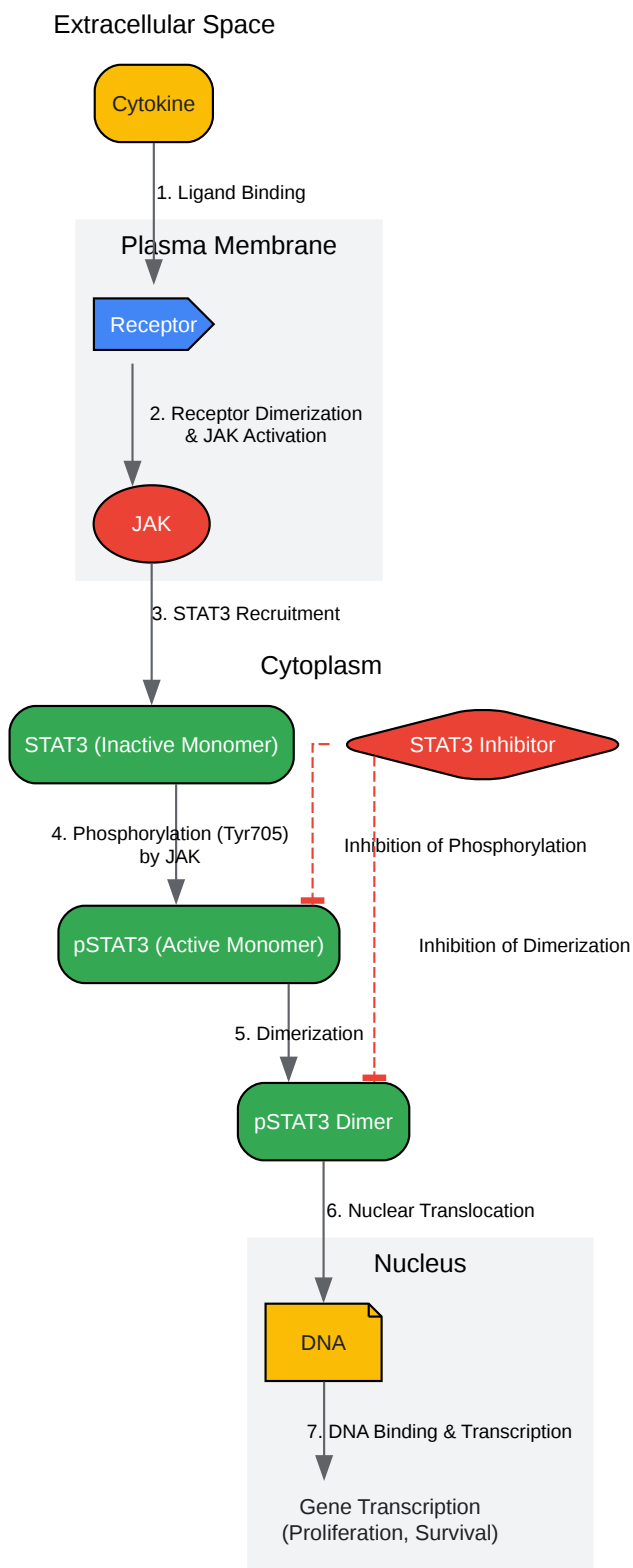 Extracellular Space
Cytokine
1. Ligand Binding
Plasma Membrane
Receptor
2. Receptor Dimerization
& JAK Activation
JAK
3. STAT3 Recruitment
Cytoplasm
STAT3 (Inactive Monomer)
STAT3 Inhibitor
4. Phosphorylation (Tyr705)
by JAK
Inhibition of Phosphorylation
pSTAT3 (Active Monomer)
Inhibition of Dimerization
5. Dimerization
pSTAT3 Dimer
6. Nuclear Translocation
Nucleus
DNA
7. DNA Binding & Transcription
Gene Transcription
(Proliferation, Survival)